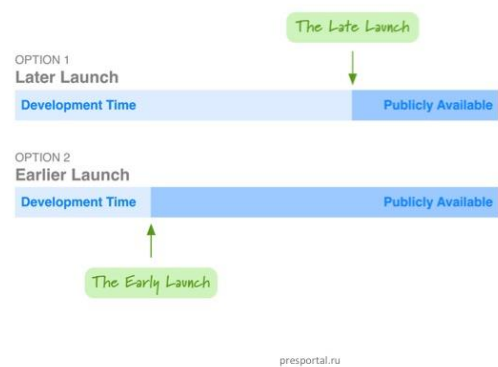 The Late Launch
OPTION 1
Later Launch
Development Time Publicly Available
OPTION 2
Earlier Launch
Development Time Publicly Available
The Early Launch
presportal.ru